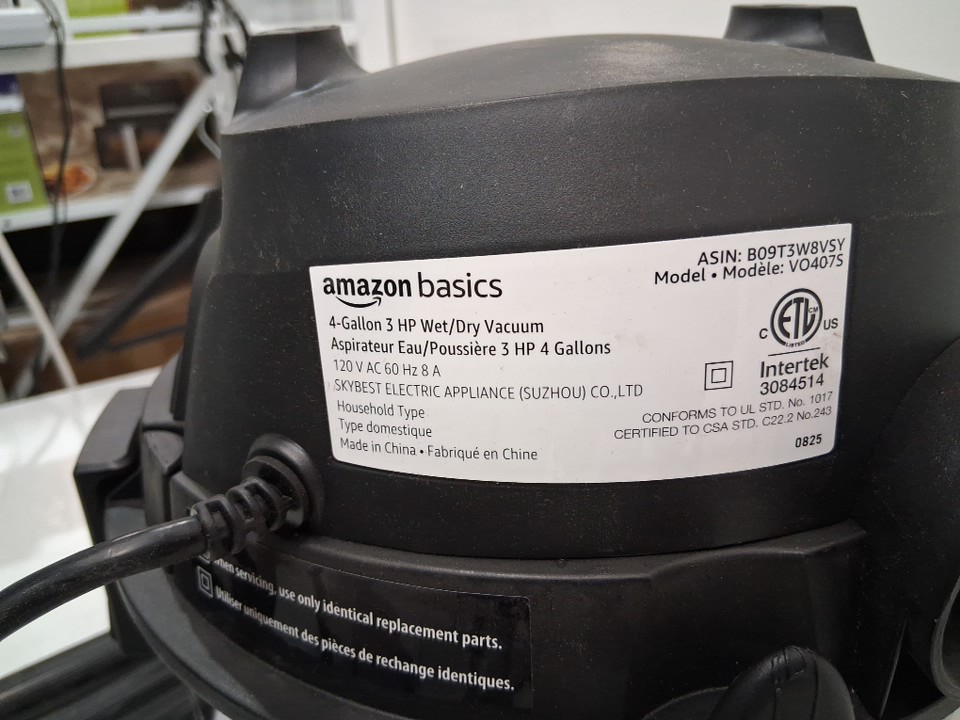 amazon basics
ASIN: B09T3W8VSY
Model • Modèle: VO407S
4-Gallon 3 HP Wet/Dry Vacuum
Aspirateur Eau/Poussière 3 HP 4 Gallons
120 V AC 60 Hz 8 A
SKYBEST ELECTRIC APPLIANCE (SUZHOU) CO.,LTD
Household Type
Type domestique
Made in China • Fabriqué en Chine
C ETL CM US
LISTED
Intertek
3084514
CONFORMS TO UL STD. No. 1017
CERTIFIED TO CSA STD. C22.2 No.243
0825
When servicing, use only identical replacement parts.
Utiliser uniquement des pièces de rechange identiques.